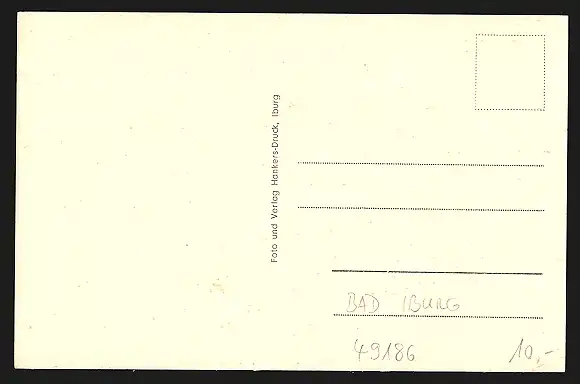 Foto und Verlag Hankers-Druck, Iburg
BAD IBURG
49186
10,-